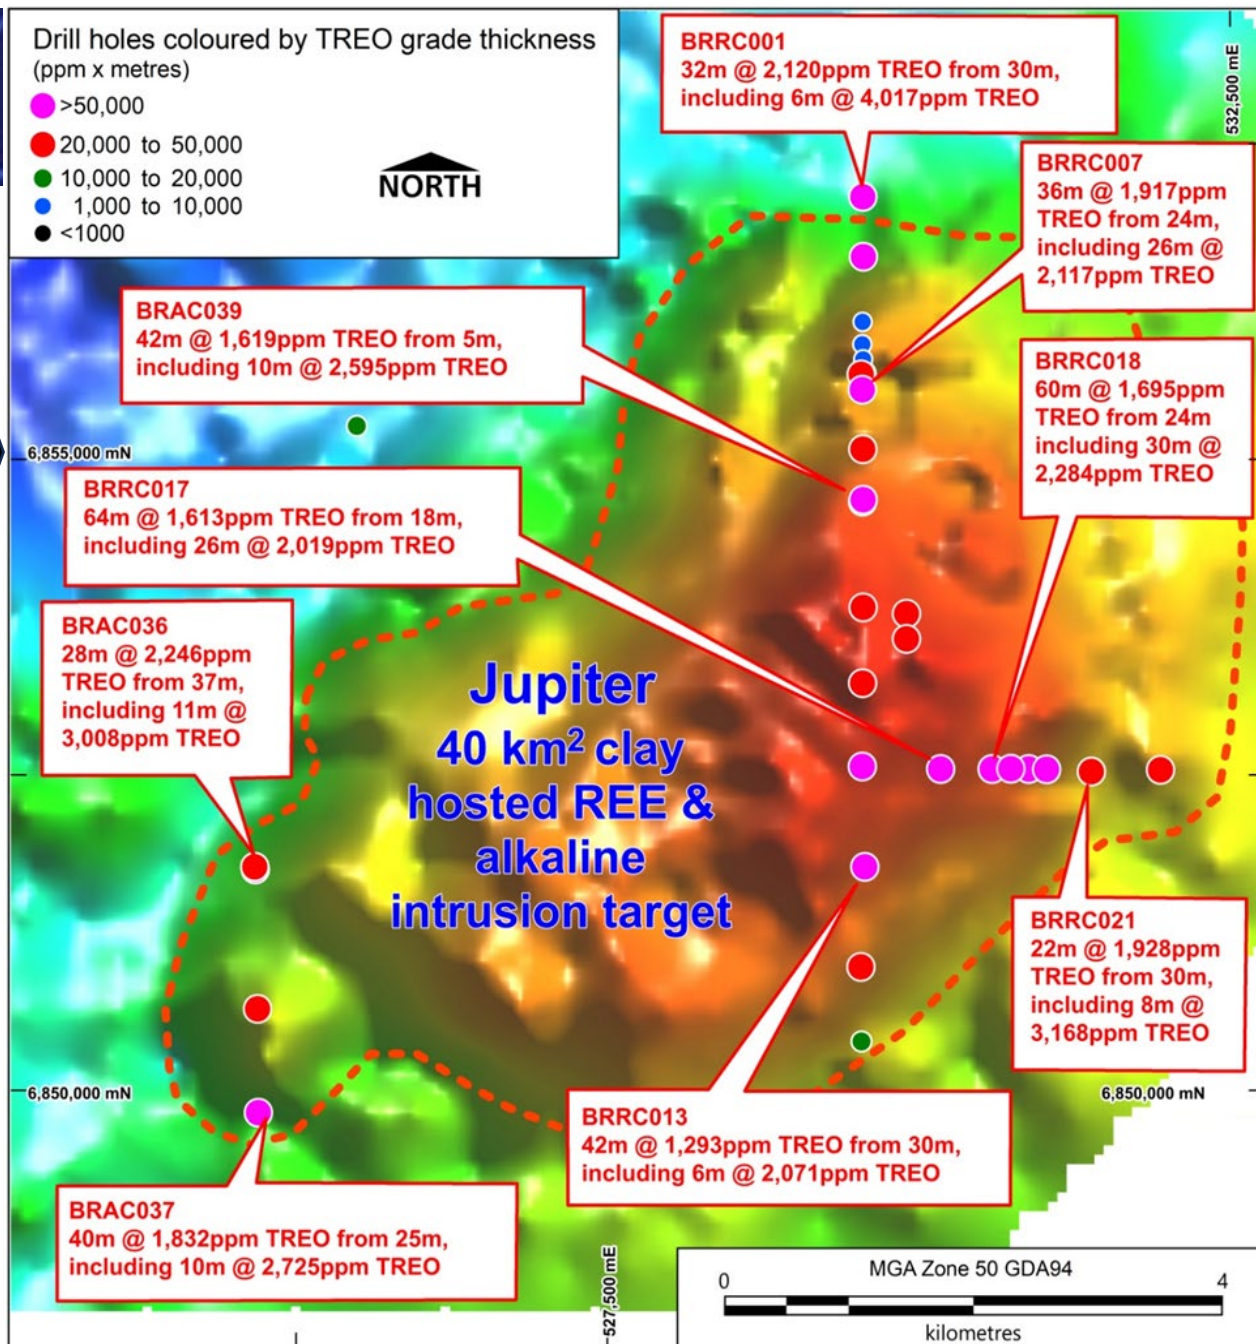 Drill holes coloured by TREO grade thickness
(ppm x metres)
>50,000
20,000 to 50,000
10,000 to 20,000
1,000 to 10,000
<1000
NORTH
BRRC001
32m @ 2,120ppm TREO from 30m,
including 6m @ 4,017ppm TREO
532,500 mE
BRRC007
36m @ 1,917ppm
TREO from 24m,
including 26m @
2,117ppm TREO
BRAC039
42m @ 1,619ppm TREO from 5m,
including 10m @ 2,595ppm TREO
BRRC018
60m @ 1,695ppm
TREO from 24m
including 30m @
2,284ppm TREO
6,855,000 mN
BRRC017
64m @ 1,613ppm TREO from 18m,
including 26m @ 2,019ppm TREO
BRAC036
28m @ 2,246ppm
TREO from 37m,
including 11m @
3,008ppm TREO
Jupiter
40 km² clay
hosted REE &
alkaline
intrusion target
BRRC021
22m @ 1,928ppm
TREO from 30m,
including 8m @
3,168ppm TREO
6,850,000 mN
6,850,000 mN
BRRC013
42m @ 1,293ppm TREO from 30m,
including 6m @ 2,071ppm TREO
BRAC037
40m @ 1,832ppm TREO from 25m,
including 10m @ 2,725ppm TREO
527,500 mE
MGA Zone 50 GDA94
0 4
kilometres